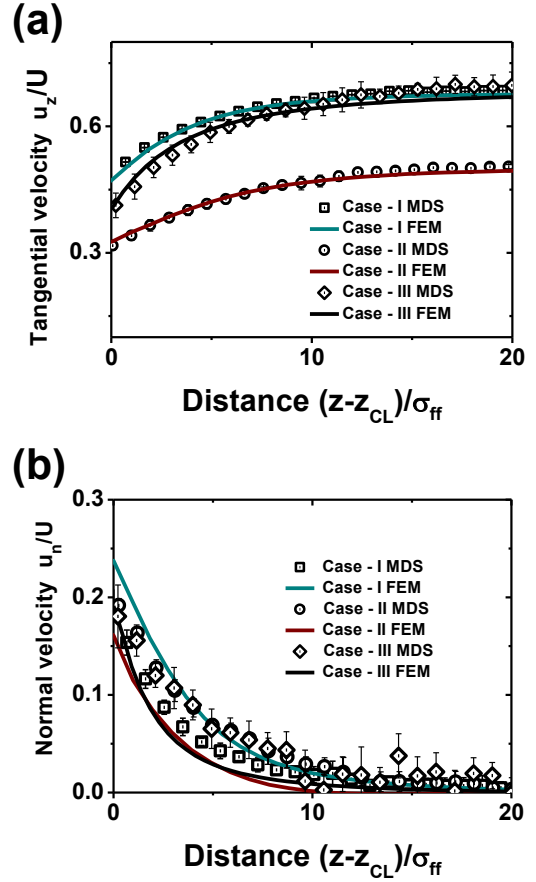 (a)
Tangential velocity u_z/U
0.6
0.3
Case - I MDS
Case - I FEM
Case - II MDS
Case - II FEM
Case - III MDS
Case - III FEM
0 10 20
Distance (z-z_CL)/σ_ff
(b)
Normal velocity u_n/U
0.3
0.2
0.1
0.0
Case - I MDS
Case - I FEM
Case - II MDS
Case - II FEM
Case - III MDS
Case - III FEM
0 10 20
Distance (z-z_CL)/σ_ff